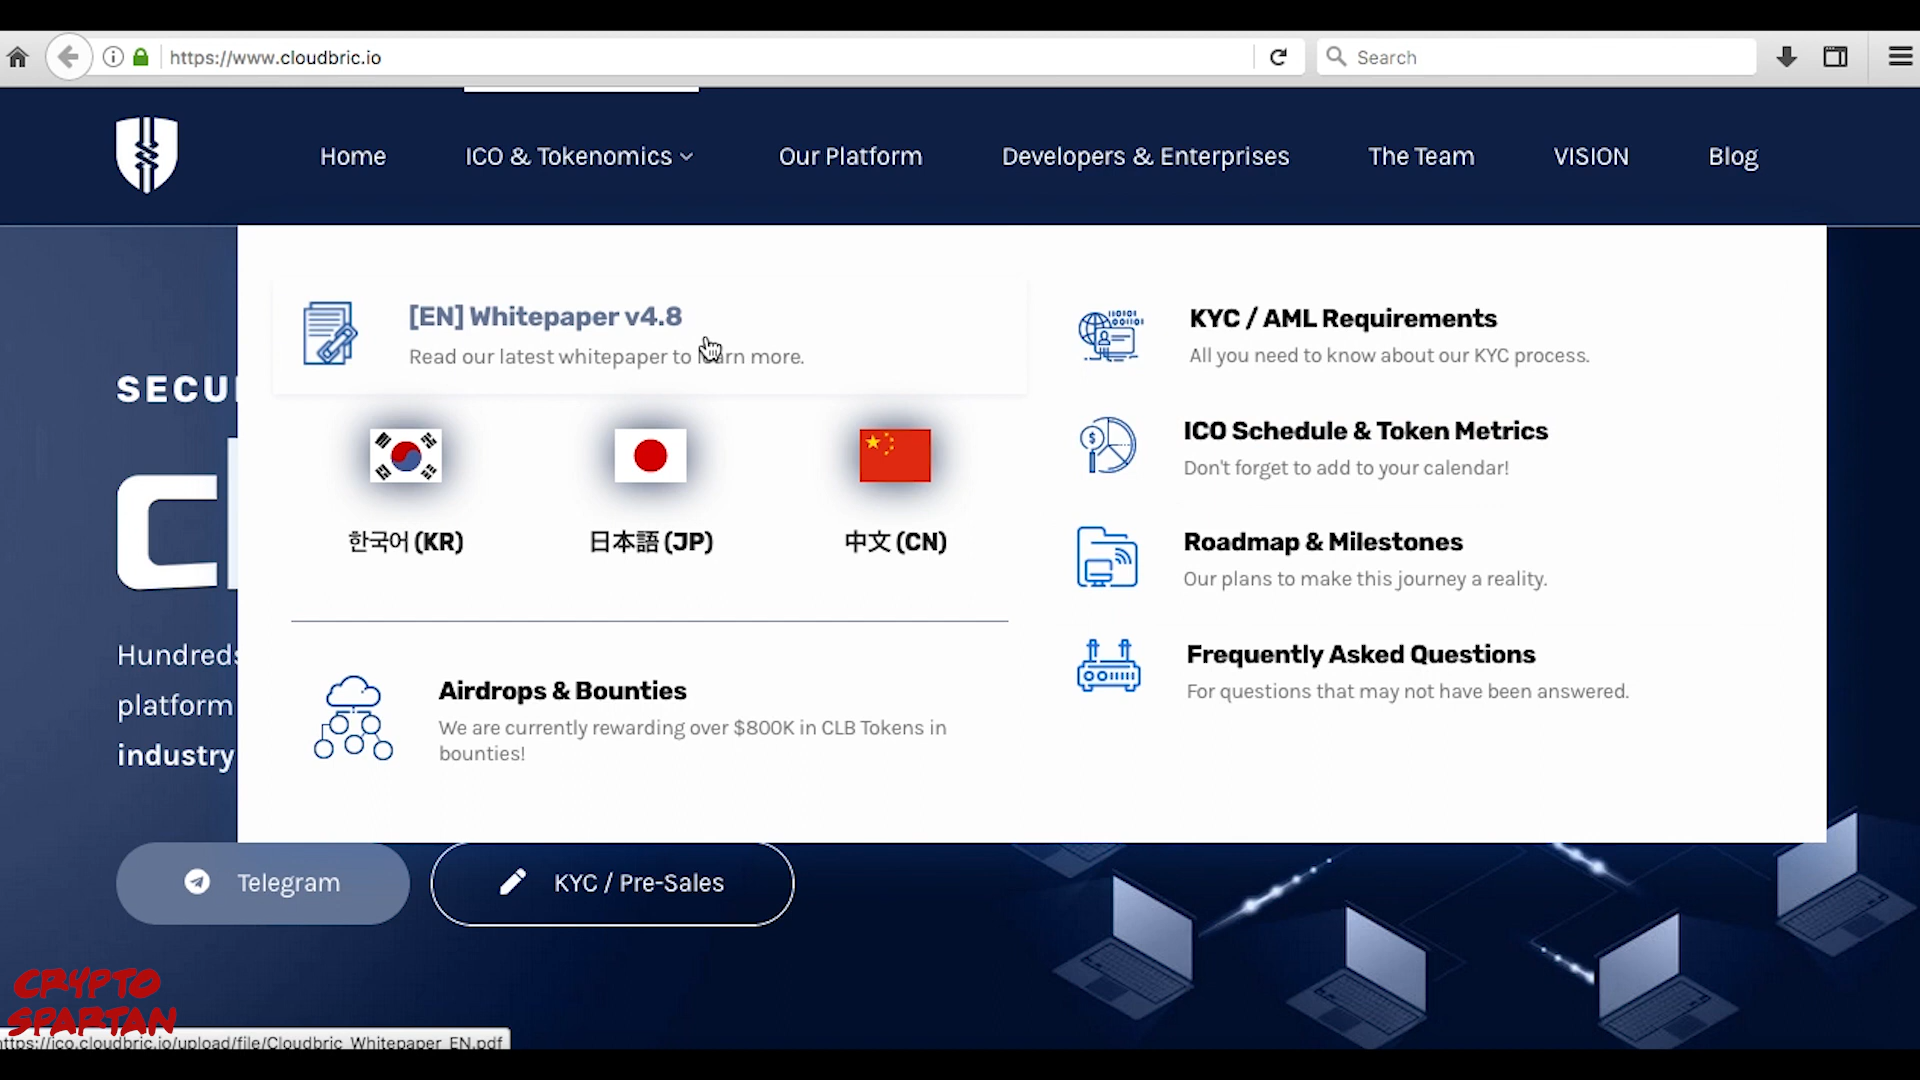 https://www.cloudbric.io
Search
Home
ICO & Tokenomics
Our Platform
Developers & Enterprises
The Team
VISION
Blog
[EN] Whitepaper v4.8
Read our latest whitepaper to learn more.
한국어 (KR)
日本語 (JP)
中文 (CN)
Airdrops & Bounties
We are currently rewarding over $800K in CLB Tokens in
bounties!
KYC / AML Requirements
All you need to know about our KYC process.
ICO Schedule & Token Metrics
Don't forget to add to your calendar!
Roadmap & Milestones
Our plans to make this journey a reality.
Frequently Asked Questions
For questions that may not have been answered.
platform
industry
Telegram
KYC / Pre-Sales
CRYPTO
SPARTAN
https://ico.cloudbric.io/upload/file/Cloudbric_Whitepaper_EN.pdf